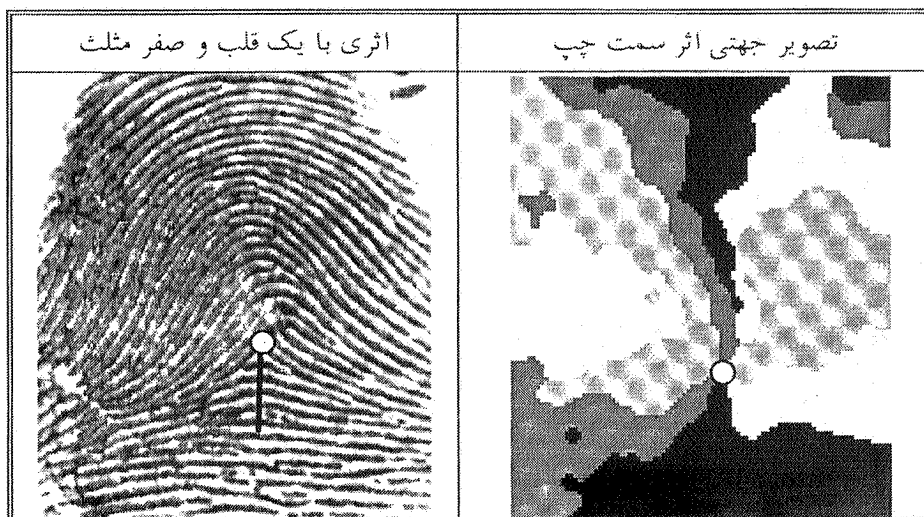 تصویر جهتی اثر سمت چپ
اثری با یک قلب و صفر مثلث